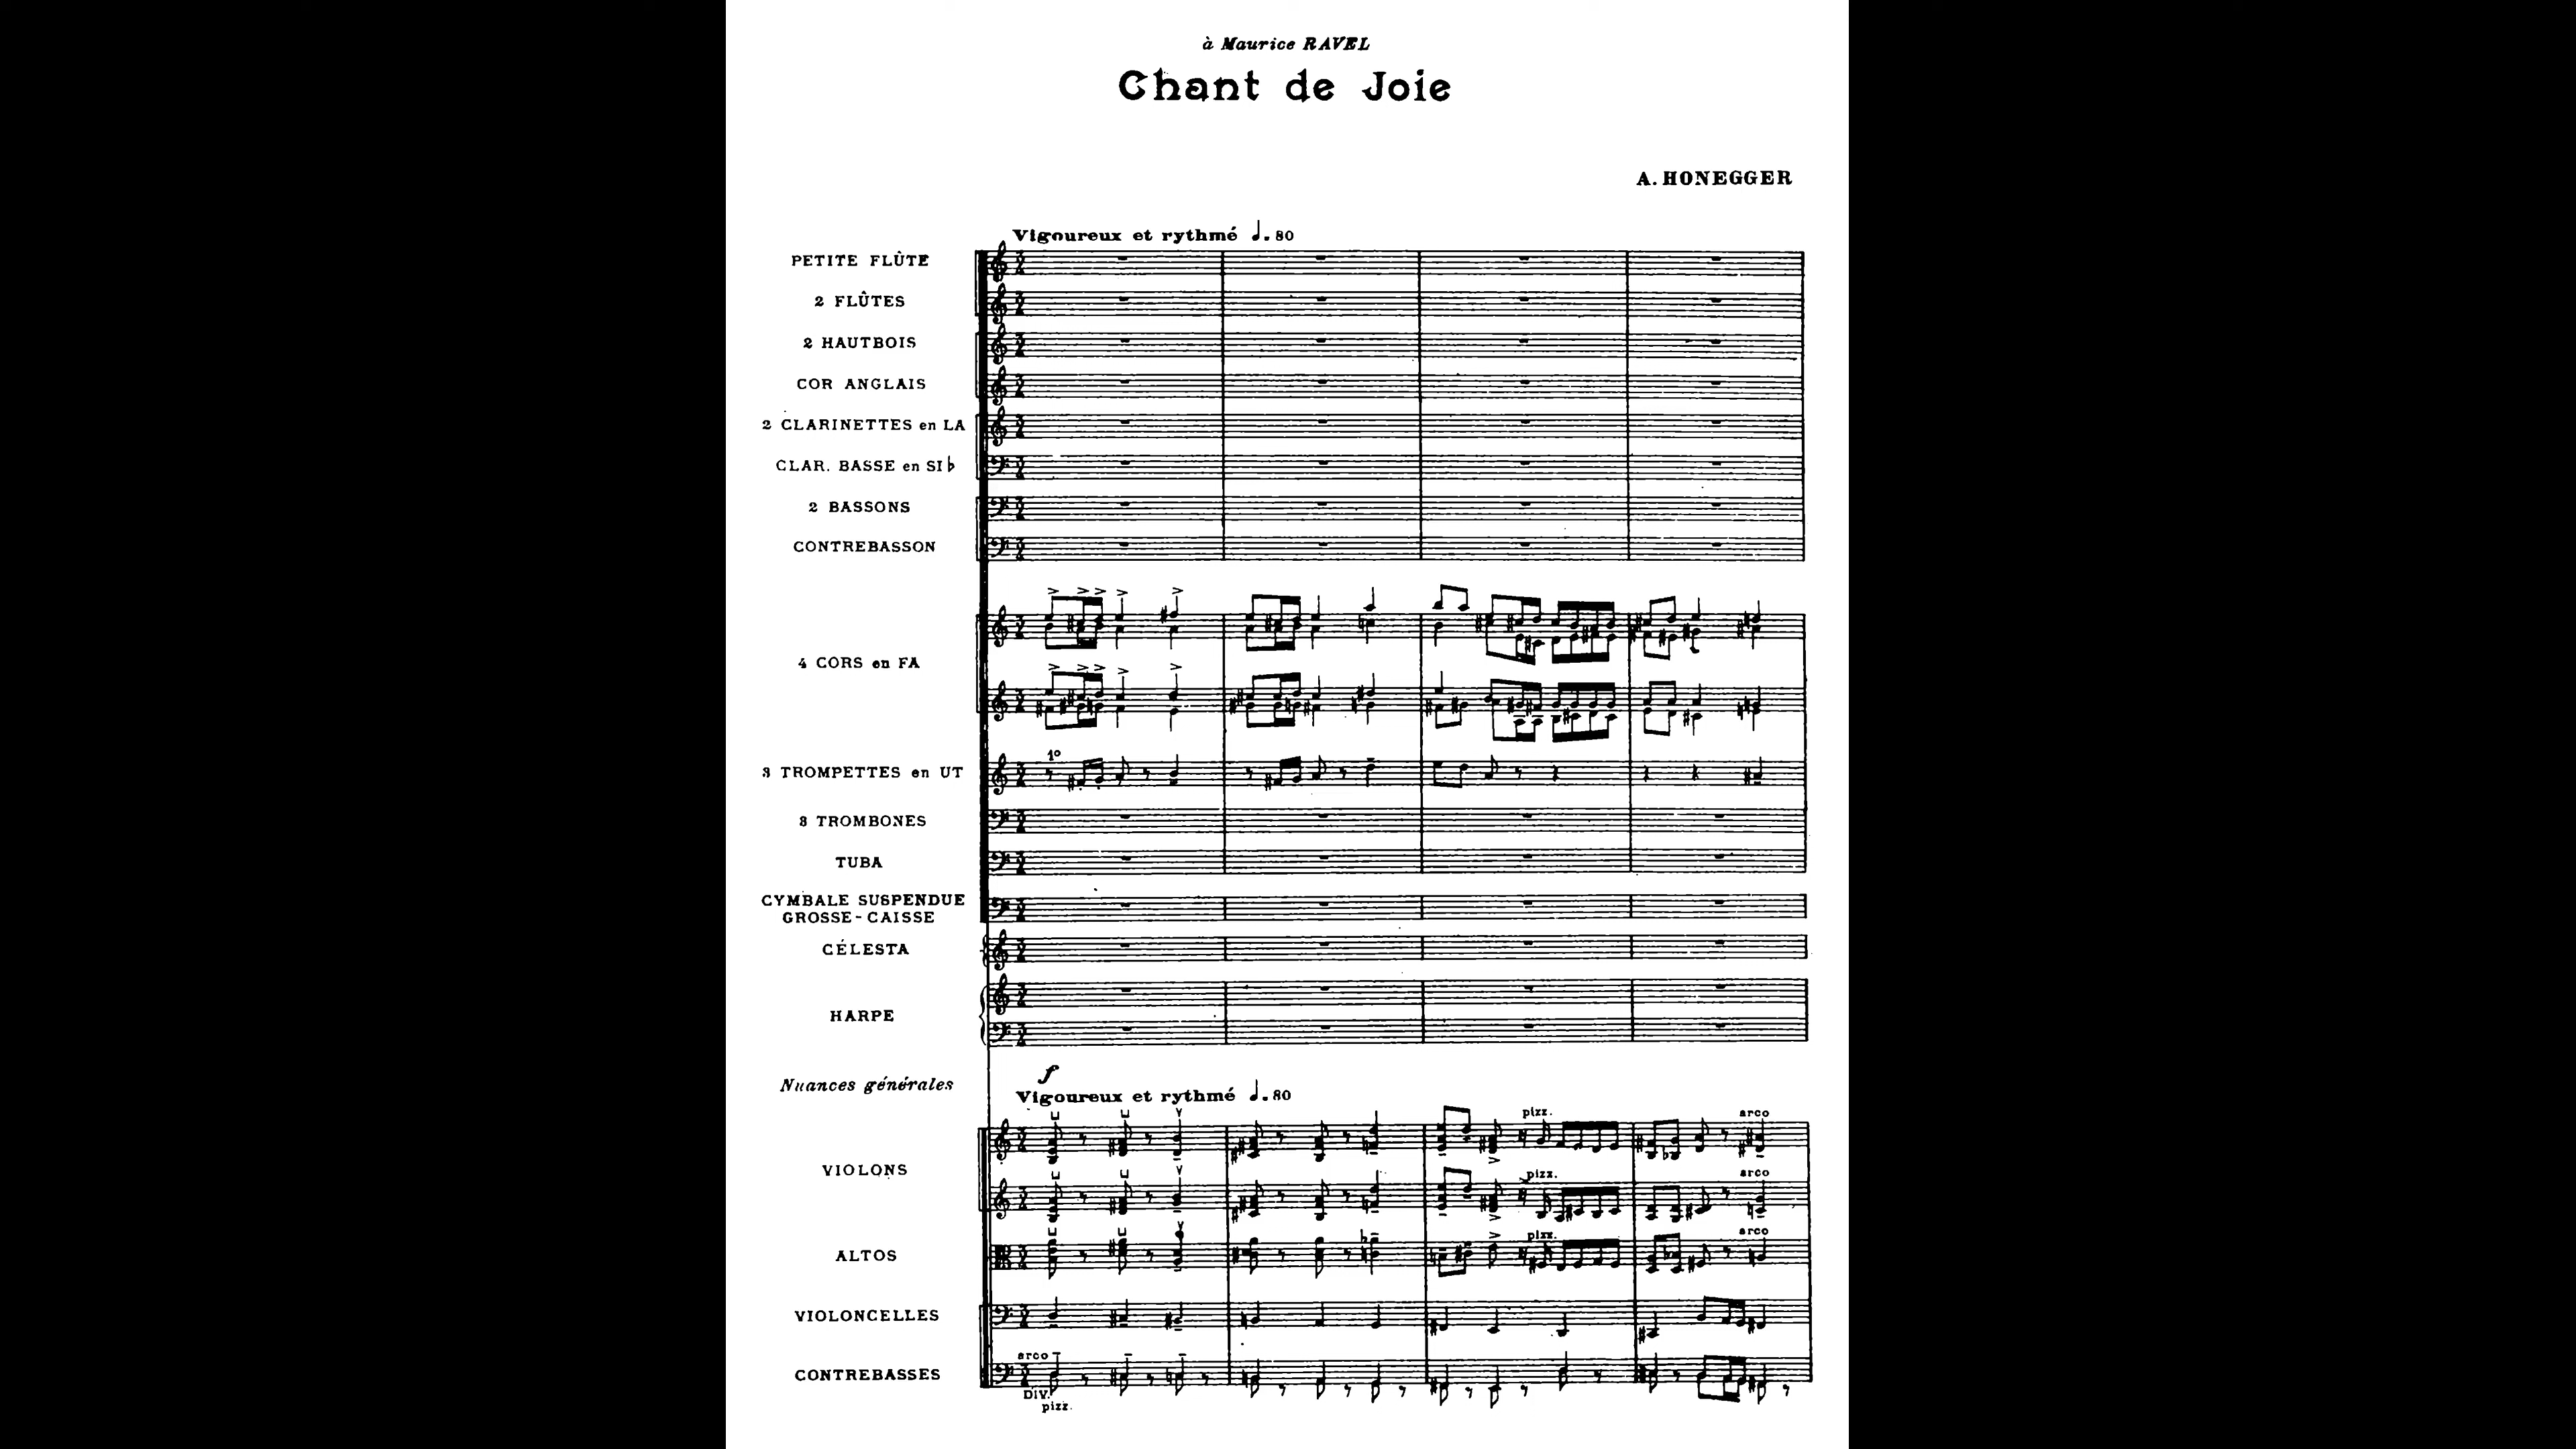 à Maurice RAVEL
Chant de Joie
A. HONEGGER
Vigoureux et rythmé ♩. 80
PETITE FLÛTE
2 FLÛTES
2 HAUTBOIS
COR ANGLAIS
2 CLARINETTES en LA
CLAR. BASSE en SI♭
2 BASSONS
CONTREBASSON
4 CORS en FA
1º
3 TROMPETTES en UT
3 TROMBONES
TUBA
CYMBALE SUSPENDUE
GROSSE-CAISSE
CÉLESTA
HARPE
Nuances générales
f
Vigoureux et rythmé ♩. 80
pizz. arco
VIOLONS
pizz. arco
ALTOS
pizz. arco
VIOLONCELLES
arco
CONTREBASSES
DIV.
pizz.